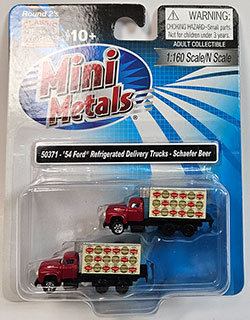 Round 2's
10+
WARNING:
CHOKING HAZARD-Small parts
Not for children under 3 years.
ADULT COLLECTIBLE
1:160 Scale/N Scale
Mini
Metals
50371 - '54 Ford® Refrigerated Delivery Trucks - Schaefer Beer